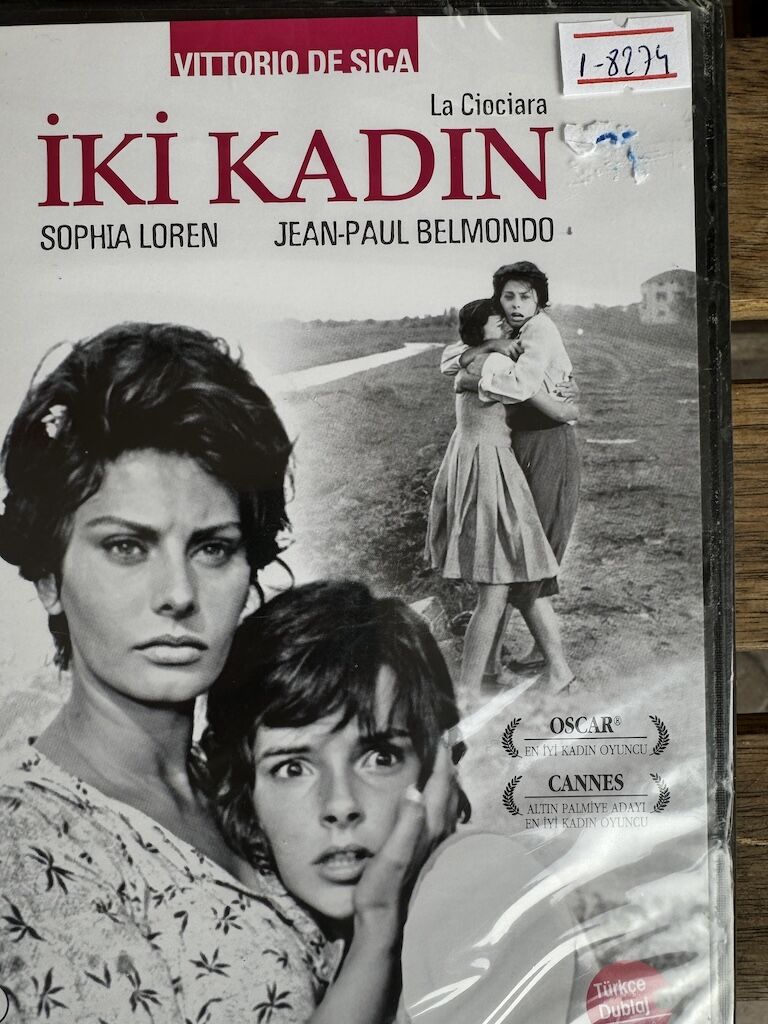 VITTORIO DE SICA
1-8274
La Ciociara
İKİ KADIN
SOPHIA LOREN JEAN-PAUL BELMONDO
OSCAR®
EN İYİ KADIN OYUNCU
CANNES
ALTIN PALMİYE ADAYI
EN İYİ KADIN OYUNCU
Türkçe
Dublaj